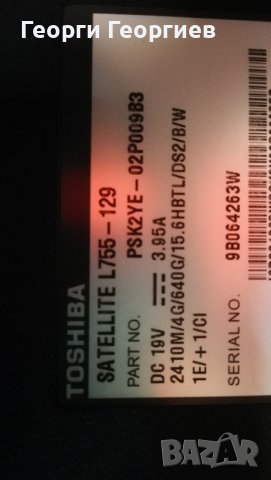 Георги Георгиев
TOSHIBA
SATELLITE L755-129
PART NO. PSK2YE-02P009B3
DC 19V ⎓ 3.95A
2410M/4G/640G/15.6HBTL/DS2/B/W
1E/+1/CI
SERIAL NO. 9B064263W
BAZAR